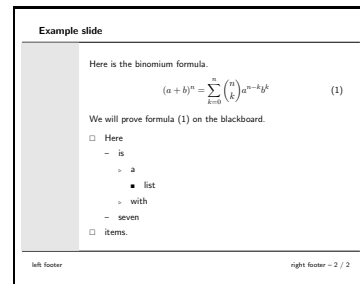 Example slide
Here is the binomium formula.
(a + b)^n = \sum_{k=0}^{n} \binom{n}{k} a^{n−k} b^k (1)
We will prove formula (1) on the blackboard.
□ Here
– is
▹ a
■ list
▹ with
– seven
□ items.
left footer right footer – 2 / 2